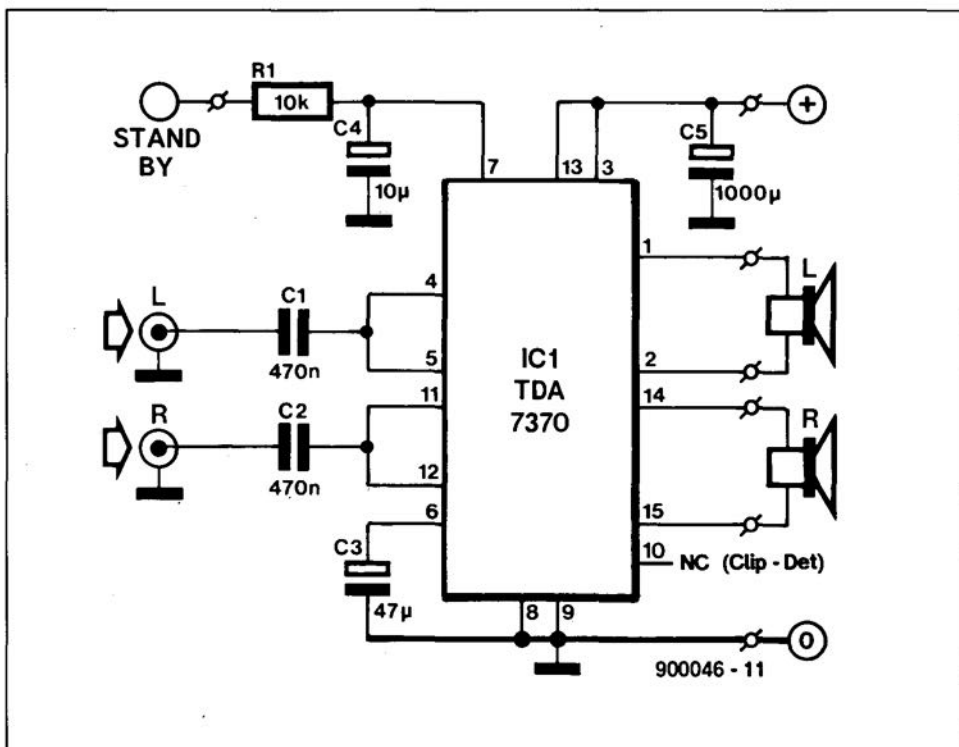 R1
10k
STAND
BY
C4
10µ
7
13
3
C5
1000µ
+
1
L
2
14
R
15
10
NC (Clip - Det)
L
C1
470n
4
5
R
C2
470n
11
12
6
C3
47µ
IC1
TDA
7370
8
9
0
900046 - 11